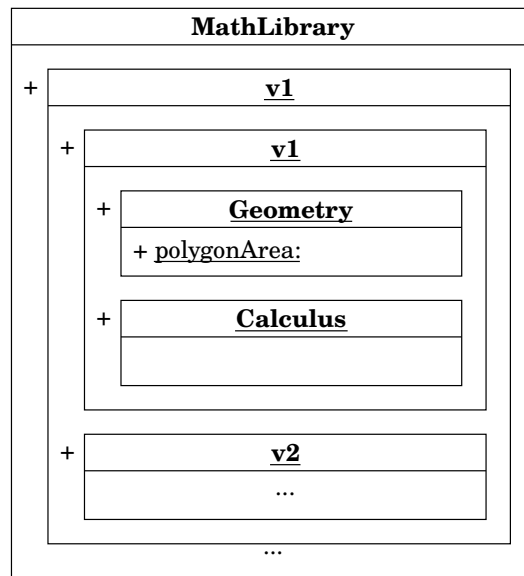 MathLibrary
+ v1
+ v1
+ Geometry
+ polygonArea:
+ Calculus
+ v2
...
...